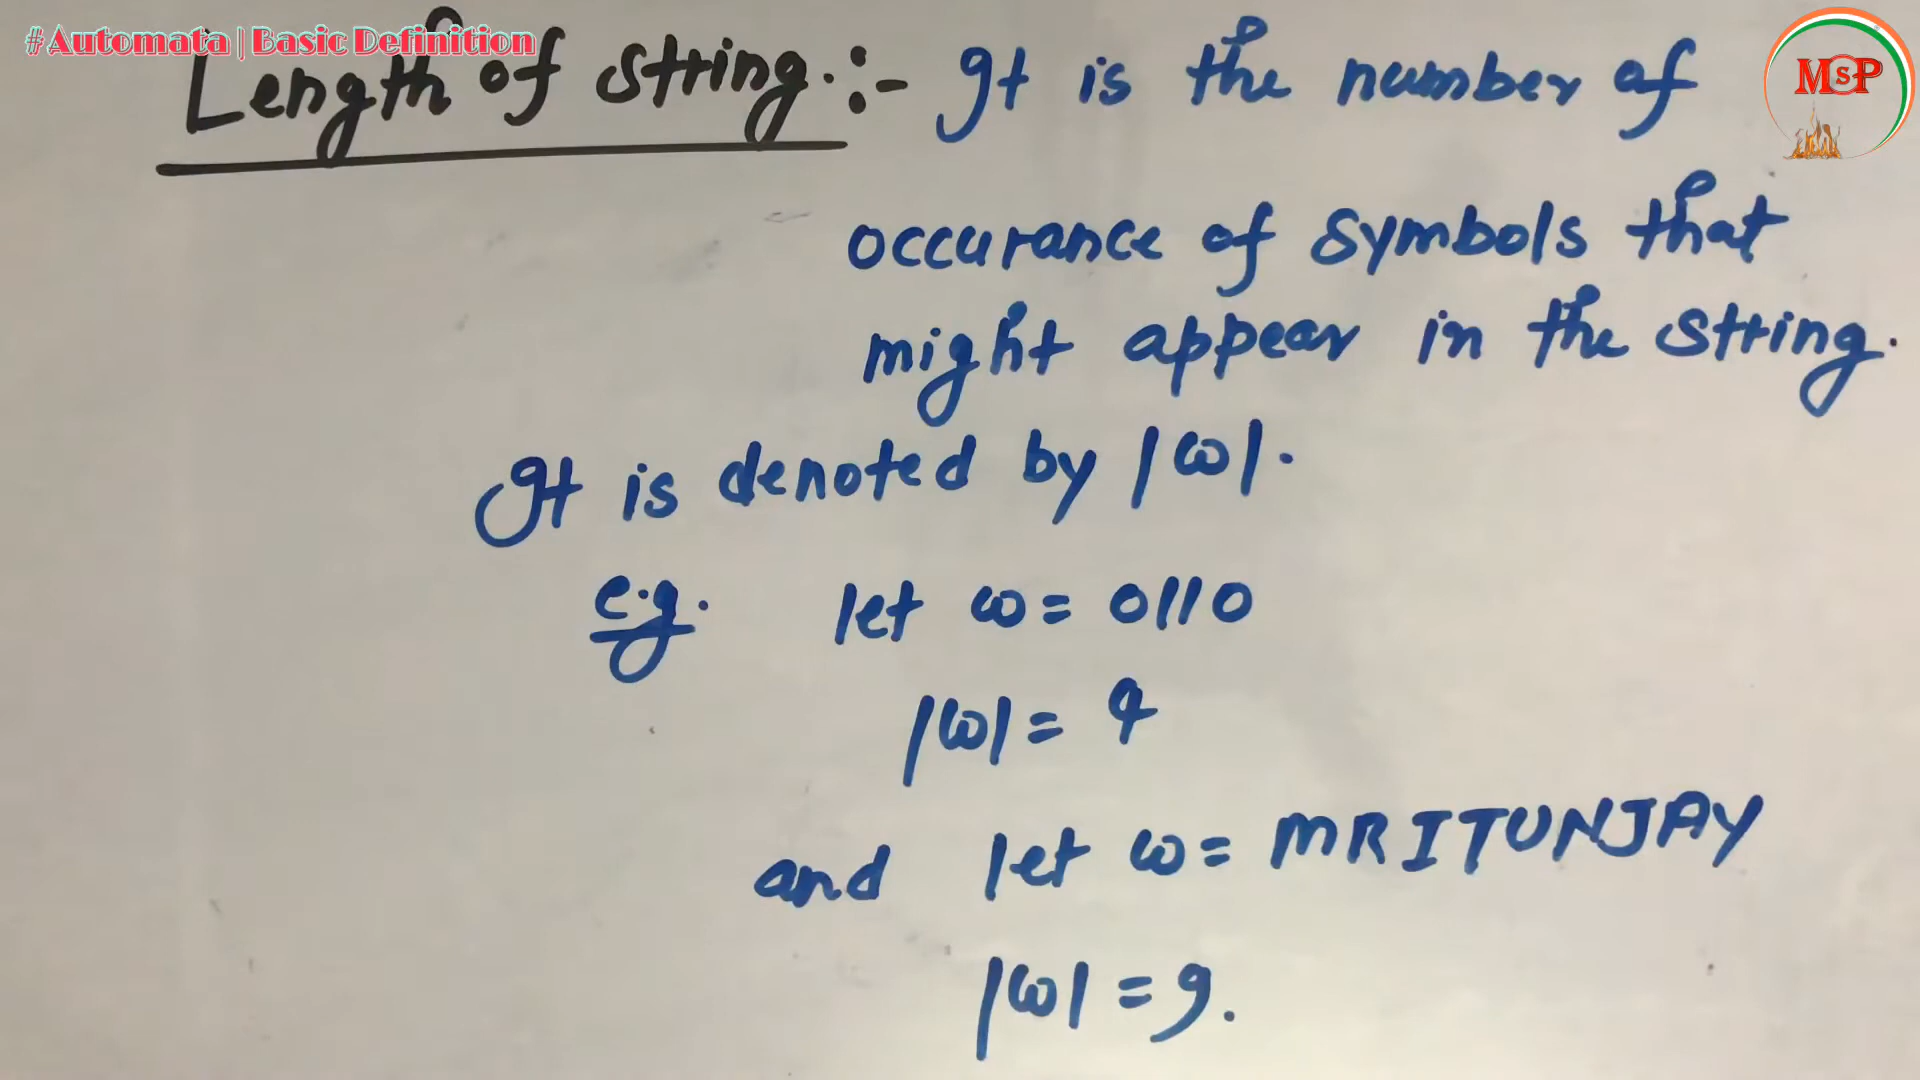 #Automata | Basic Definition
Length of string :- It is the number of
MsP
occurance of symbols that
might appear in the string.
It is denoted by |ω|.
e.g. let ω = 0110
|ω| = 4
and let ω = MRITUNJAY
|ω| = 9.